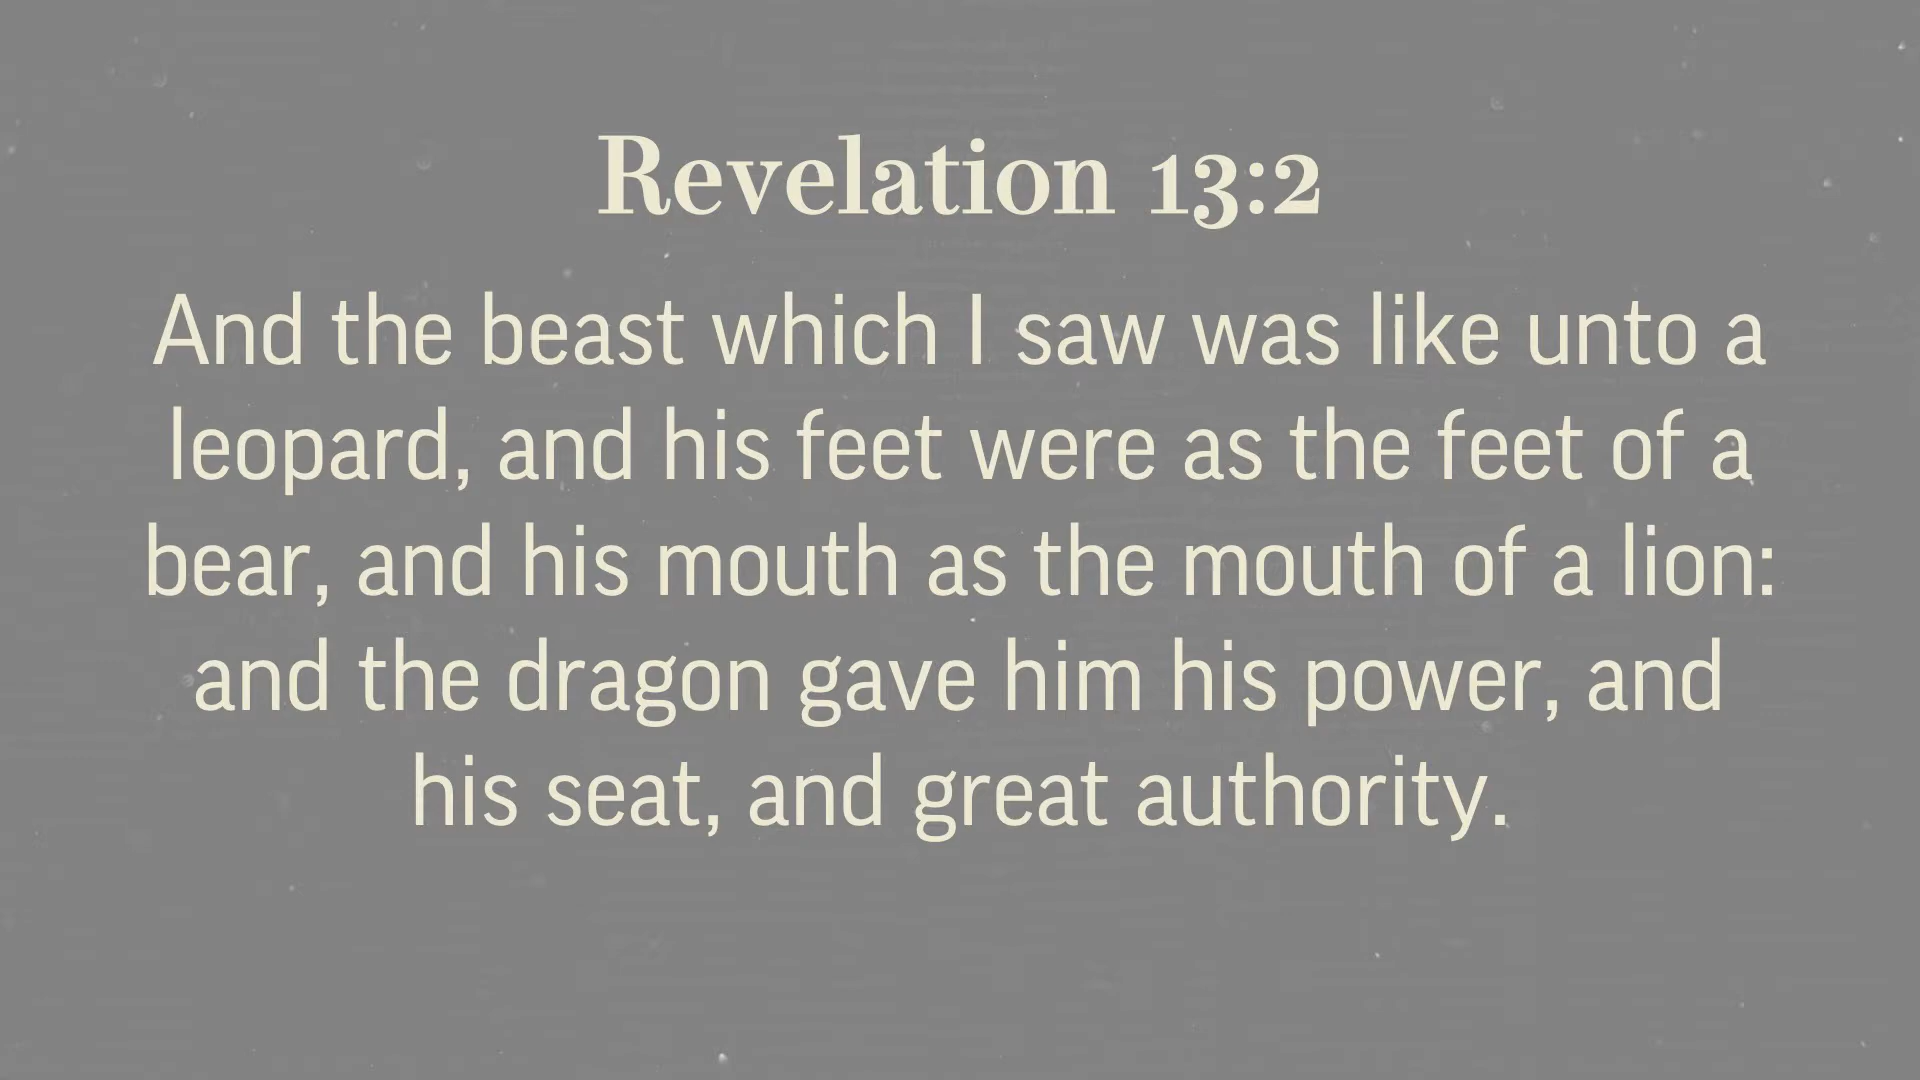 Revelation 13:2
And the beast which I saw was like unto a
leopard, and his feet were as the feet of a
bear, and his mouth as the mouth of a lion:
and the dragon gave him his power, and
his seat, and great authority.